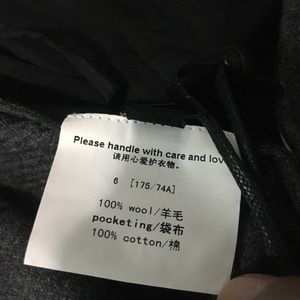 Please handle with care and love
请用心爱护衣物。
6 [175/74A]
100% wool/羊毛
pocketing/袋布
100% cotton/棉